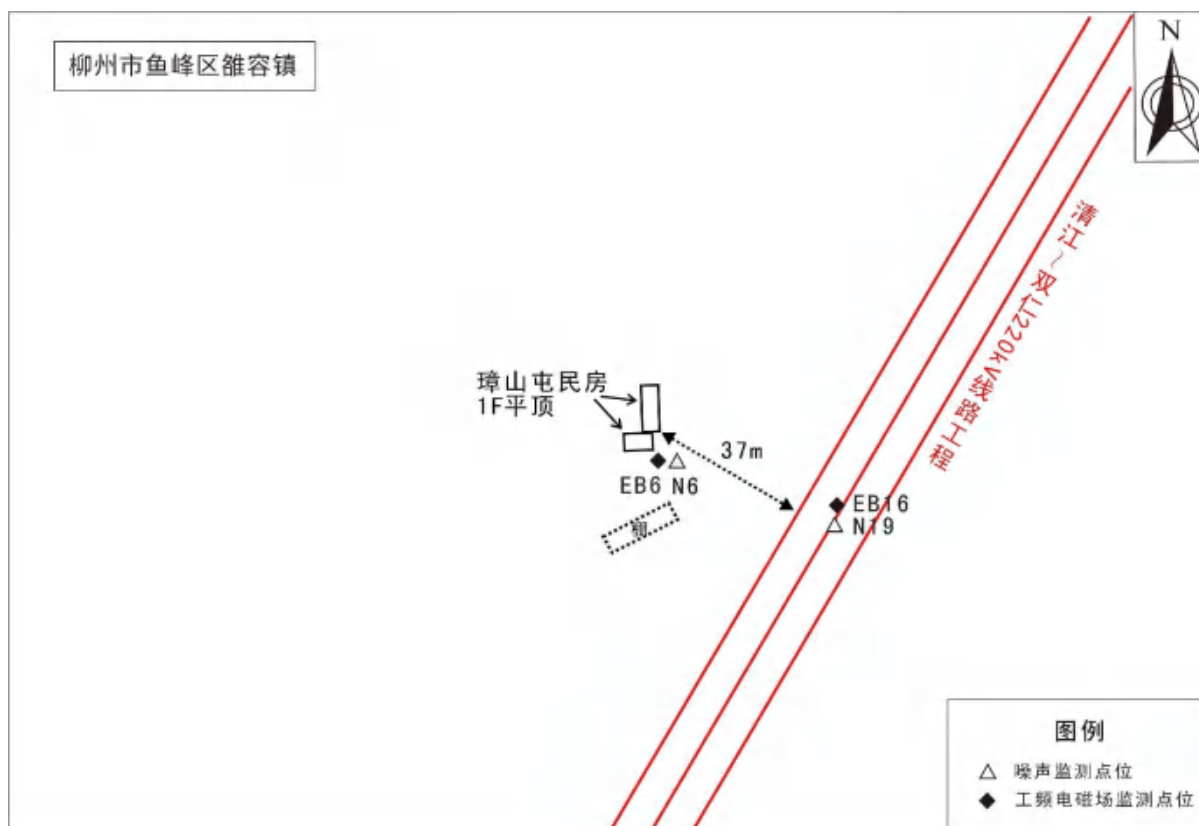 柳州市鱼峰区雒容镇
N
清江~双仁220kV线路工程
璋山屯民房
1F平顶
37m
EB6 N6
EB16
N19
柳
图例
噪声监测点位
工频电磁场监测点位